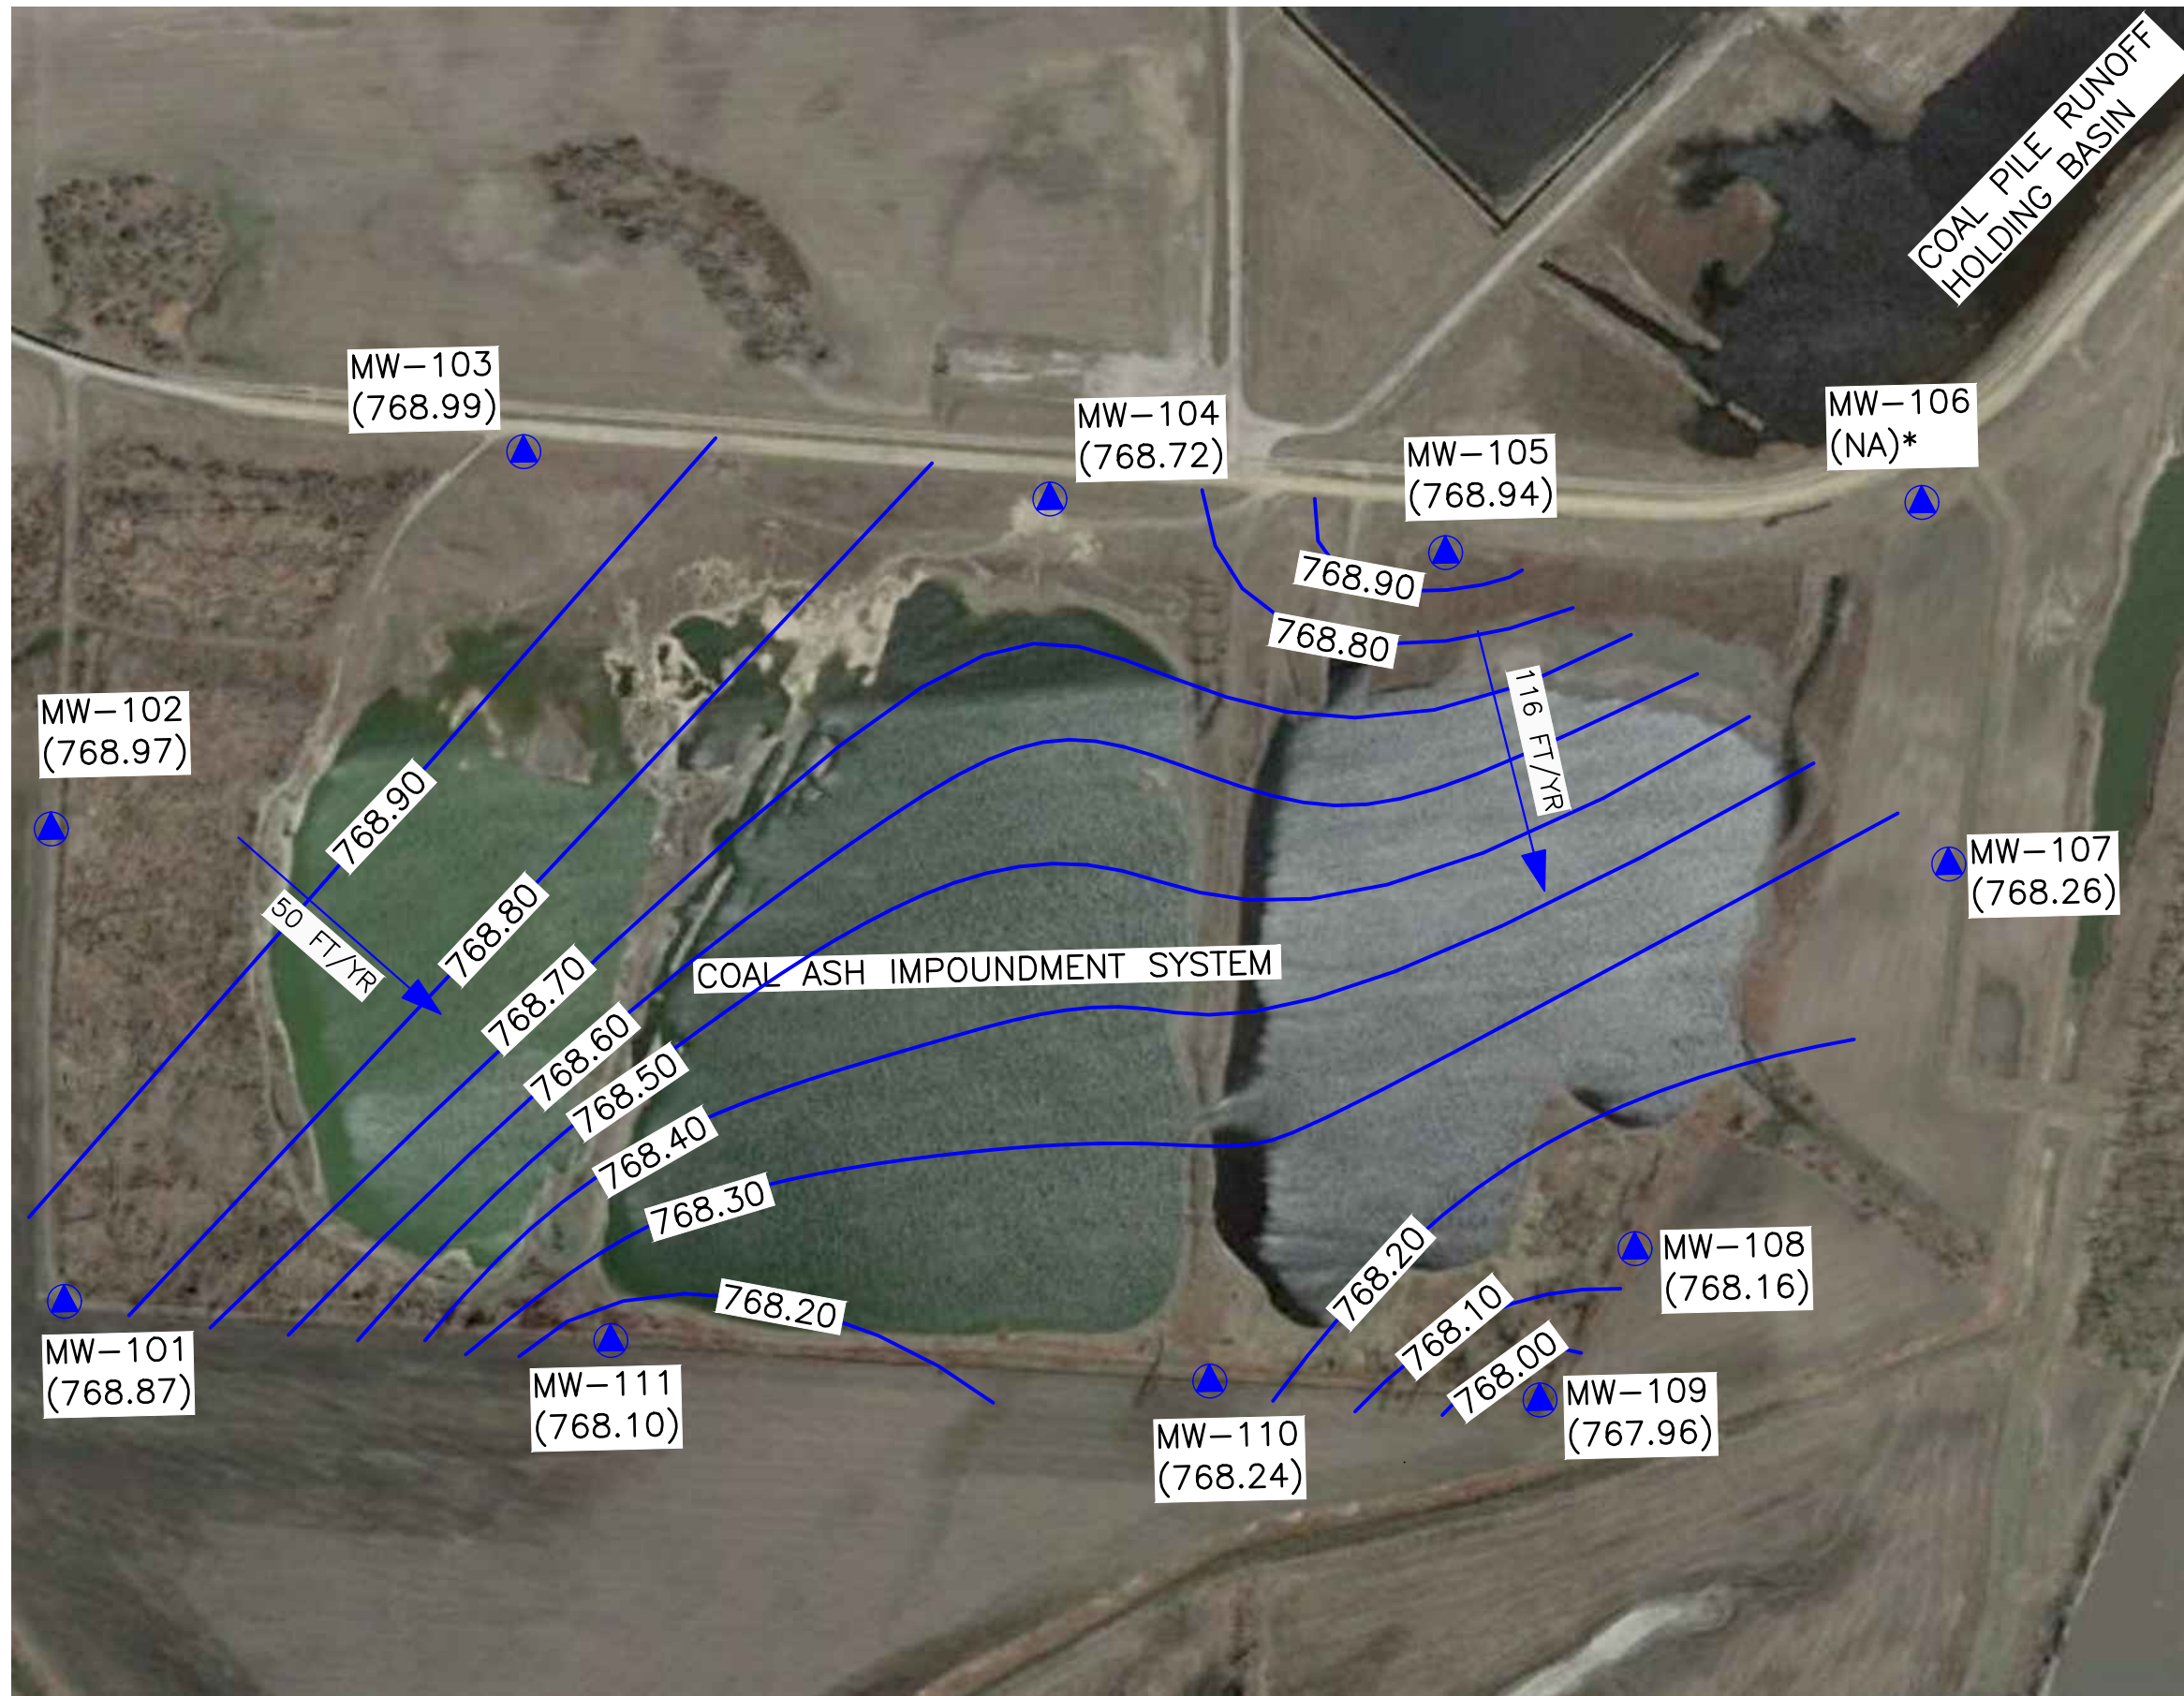 COAL PILE RUNOFF
HOLDING BASIN
MW-103
(768.99)
MW-104
(768.72)
MW-105
(768.94)
MW-106
(NA)*
768.90
768.80
116 FT/YR
MW-102
(768.97)
768.90
768.80
50 FT/YR
768.70
768.60
768.50
768.40
768.30
COAL ASH IMPOUNDMENT SYSTEM
MW-107
(768.26)
768.20
768.20
768.10
768.00
MW-108
(768.16)
MW-101
(768.87)
MW-111
(768.10)
MW-110
(768.24)
MW-109
(767.96)